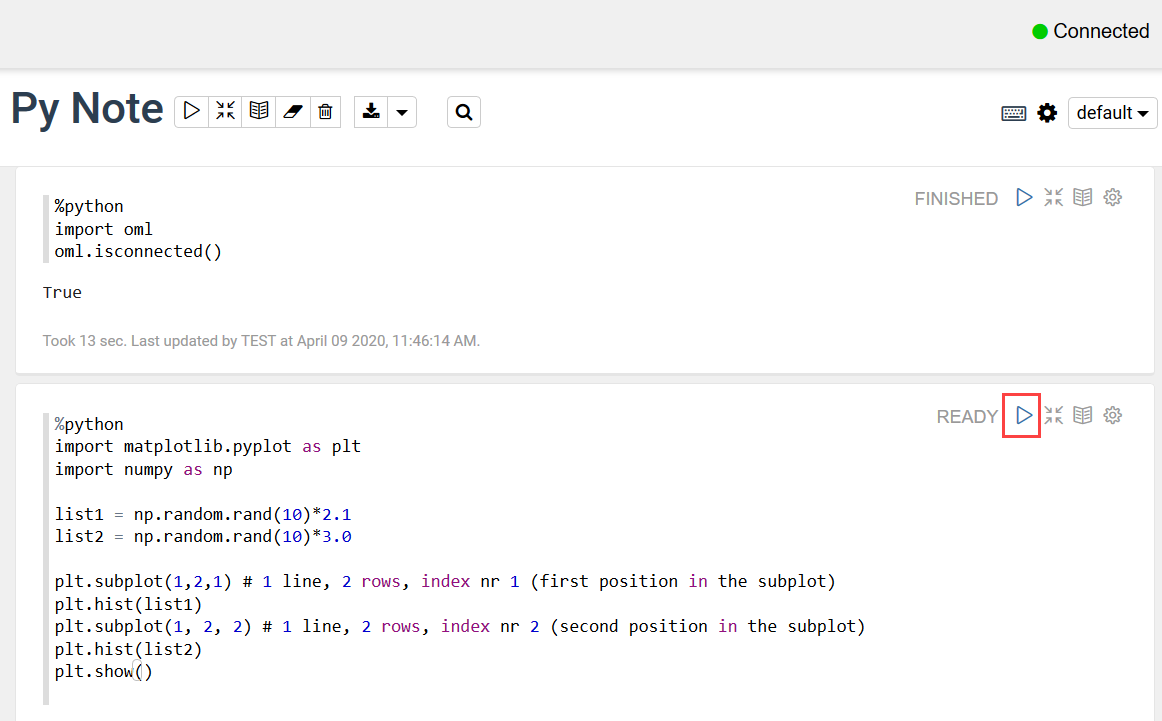 Connected
Py Note
default
FINISHED
%python
import oml
oml.isconnected()
True
Took 13 sec. Last updated by TEST at April 09 2020, 11:46:14 AM.
READY
%python
import matplotlib.pyplot as plt
import numpy as np
list1 = np.random.rand(10)*2.1
list2 = np.random.rand(10)*3.0
plt.subplot(1,2,1) # 1 line, 2 rows, index nr 1 (first position in the subplot)
plt.hist(list1)
plt.subplot(1, 2, 2) # 1 line, 2 rows, index nr 2 (second position in the subplot)
plt.hist(list2)
plt.show()